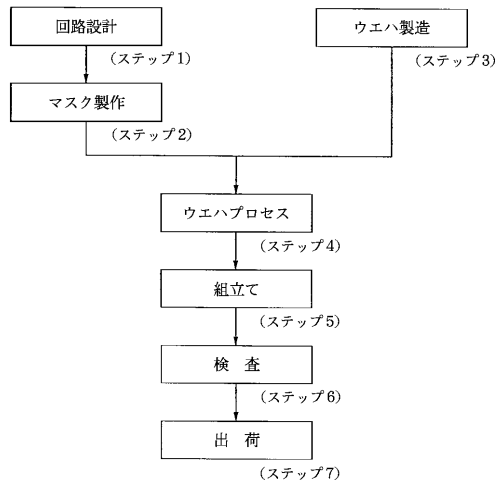 回路設計
(ステップ1)
ウエハ製造
(ステップ3)
マスク製作
(ステップ2)
ウエハプロセス
(ステップ4)
組立て
(ステップ5)
検 査
(ステップ6)
出 荷
(ステップ7)